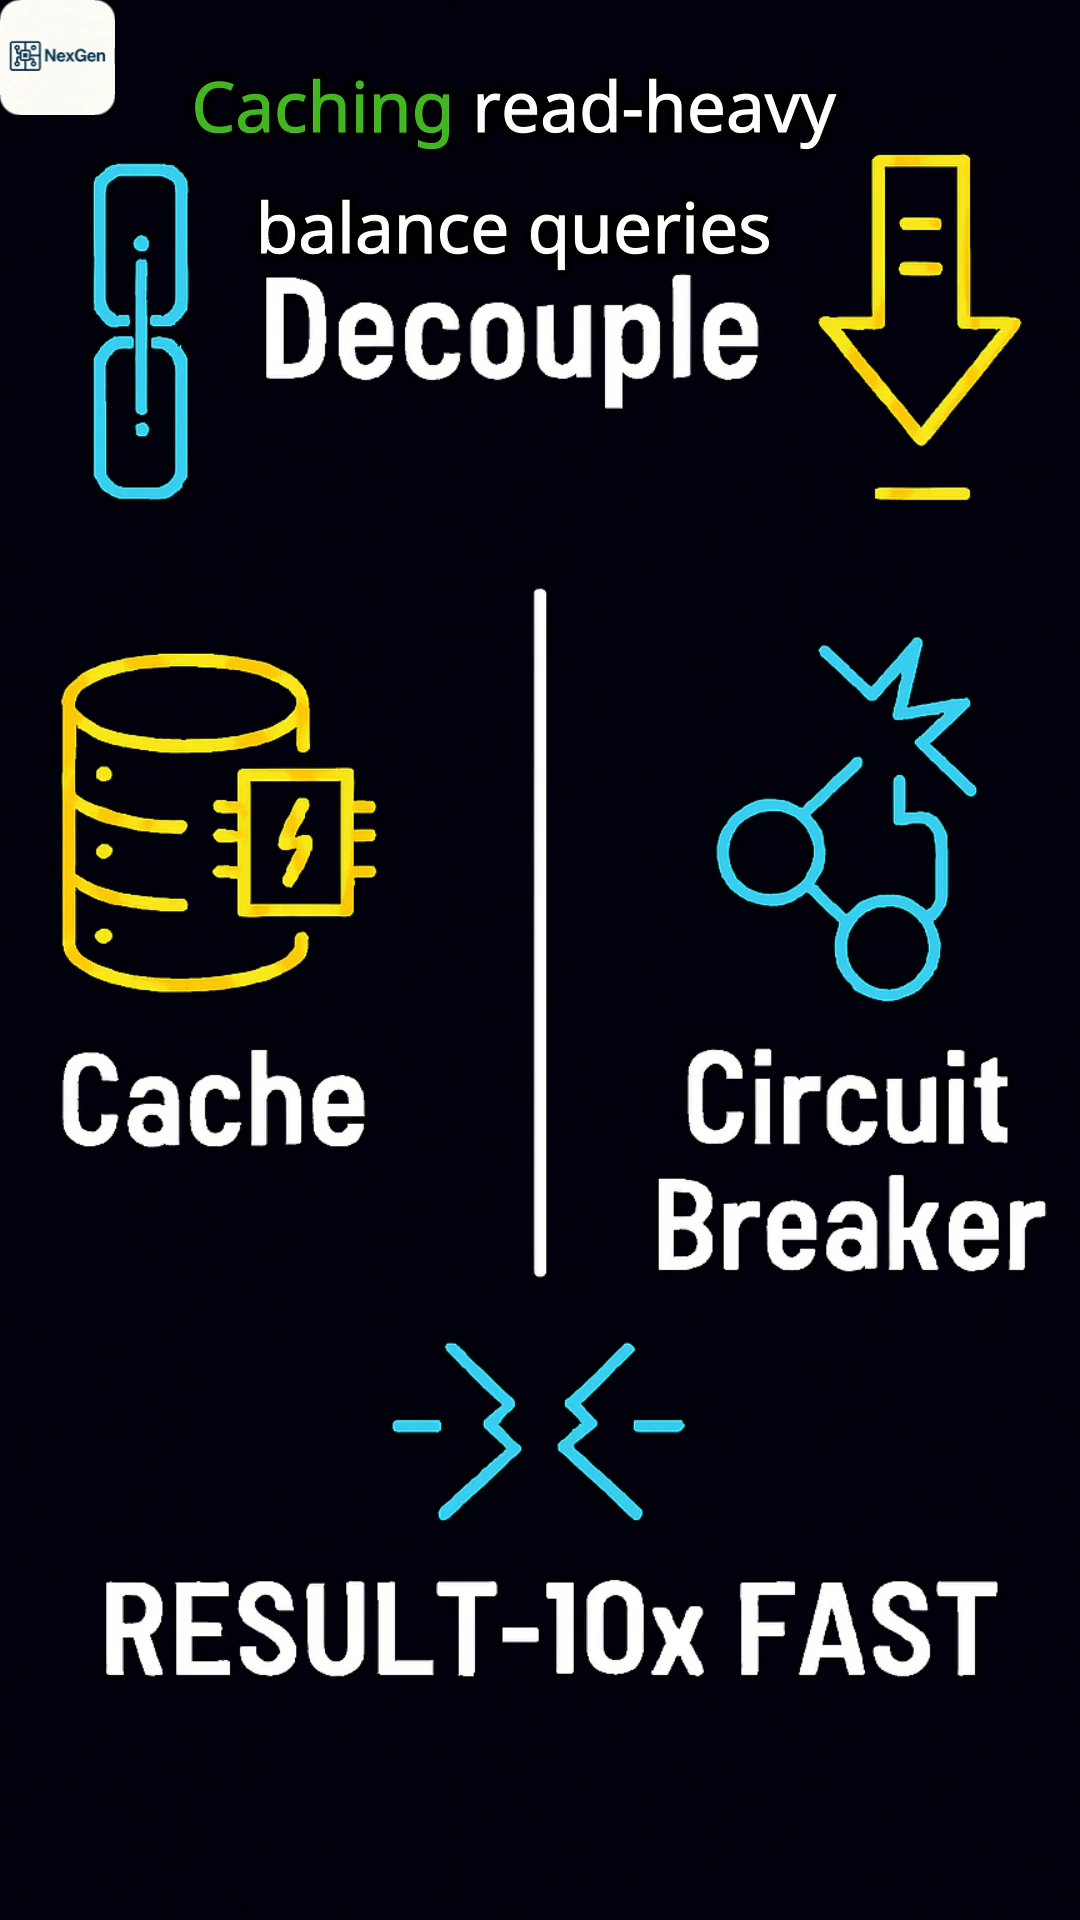 NexGen
Caching read-heavy
balance queries
Decouple
Cache
Circuit
Breaker
RESULT-10x FAST